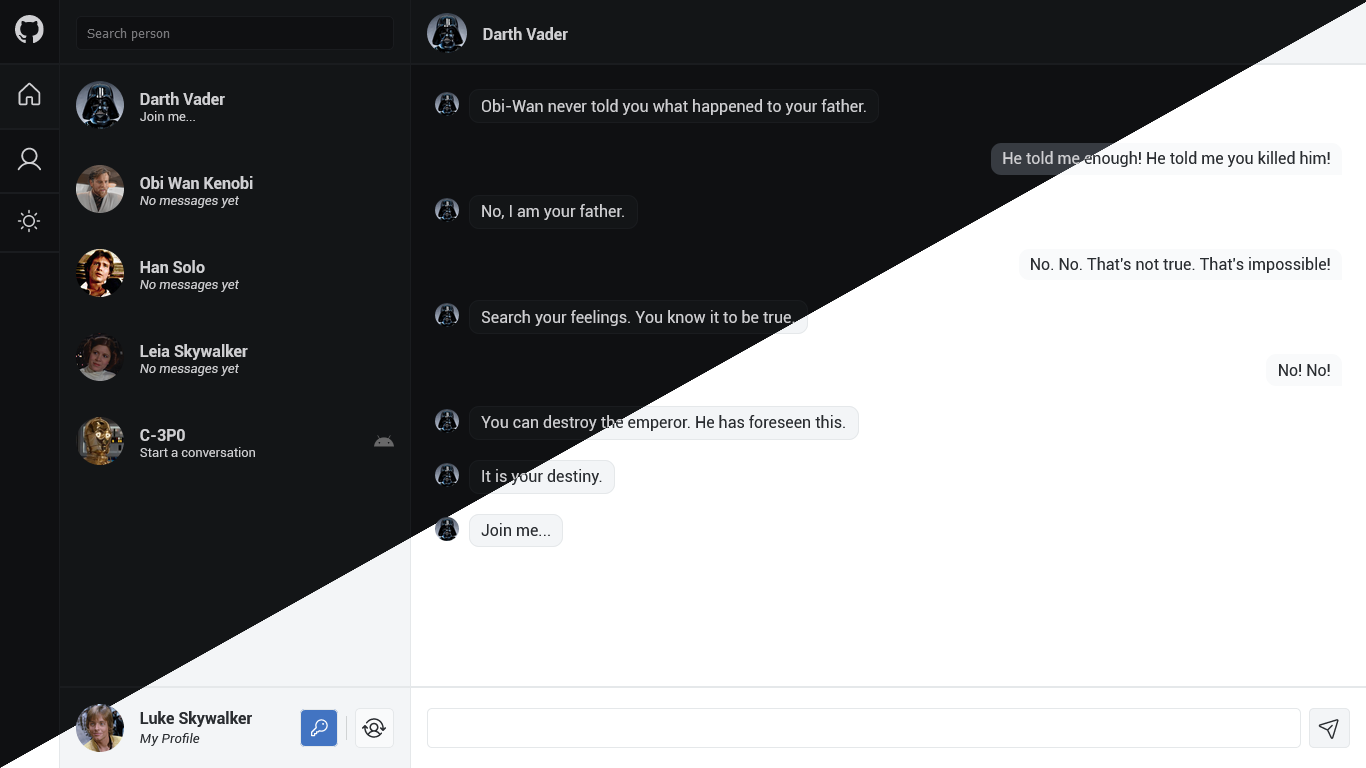 Search person
Darth Vader
Join me...
Obi Wan Kenobi
No messages yet
Han Solo
No messages yet
Leia Skywalker
No messages yet
C-3P0
Start a conversation
Luke Skywalker
My Profile
Darth Vader
Obi-Wan never told you what happened to your father.
He told me enough! He told me you killed him!
No, I am your father.
No. No. That's not true. That's impossible!
Search your feelings. You know it to be true.
No! No!
You can destroy the emperor. He has foreseen this.
It is your destiny.
Join me...